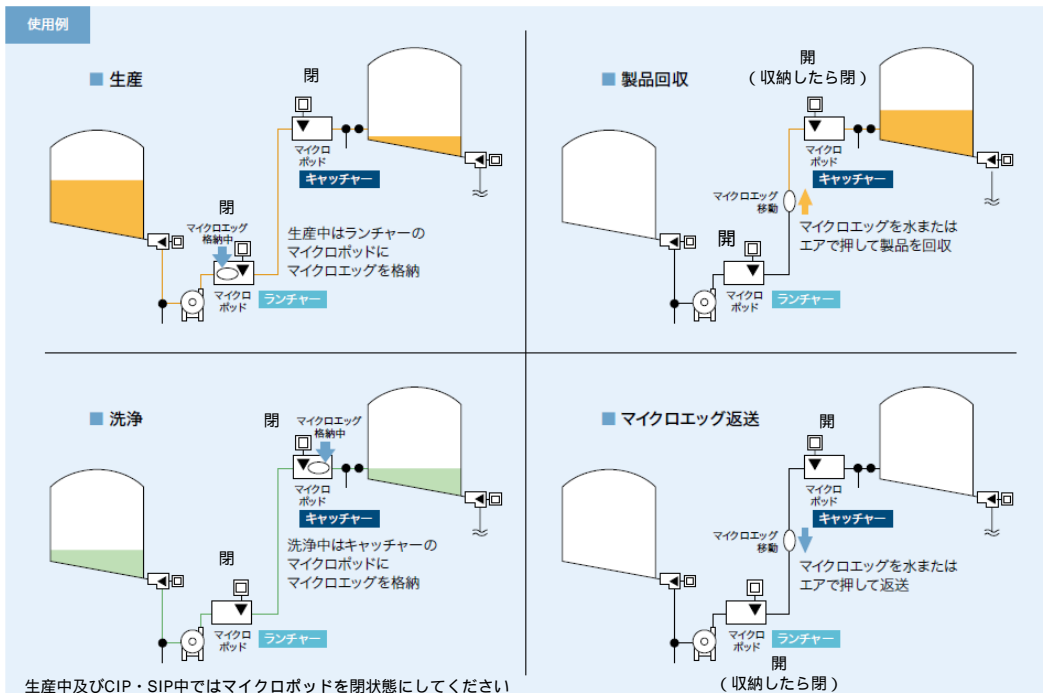 使用例
■ 生産
閉
マイクロ
ポッド
キャッチャー
閉
マイクロエッグ
格納中
生産中はランチャーの
マイクロポッドに
マイクロエッグを格納
マイクロ
ポッド
ランチャー
■ 製品回収
開
（収納したら閉）
マイクロ
ポッド
キャッチャー
マイクロエッグ
移動
マイクロエッグを水または
エアで押して製品を回収
開
マイクロ
ポッド
ランチャー
■ 洗浄
閉
マイクロエッグ
格納中
マイクロ
ポッド
キャッチャー
洗浄中はキャッチャーの
マイクロポッドに
マイクロエッグを格納
閉
マイクロ
ポッド
ランチャー
生産中及びCIP・SIP中ではマイクロポッドを閉状態にしてください
■ マイクロエッグ返送
開
マイクロ
ポッド
キャッチャー
マイクロエッグ
移動
マイクロエッグを水または
エアで押して返送
マイクロ
ポッド
ランチャー
開
（収納したら閉）